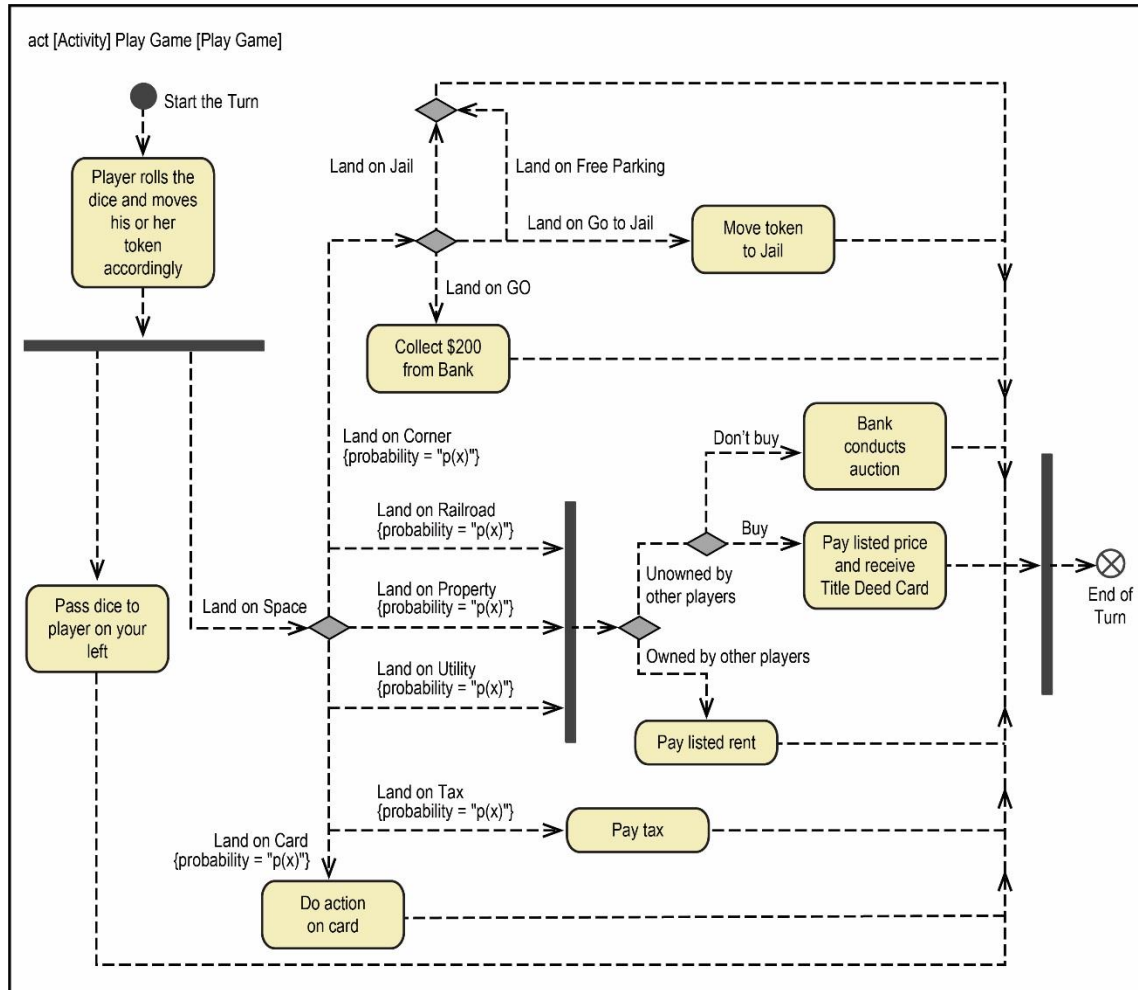 act [Activity] Play Game [Play Game]
Start the Turn
Player rolls the
dice and moves
his or her
token
accordingly
Land on Jail
Land on Free Parking
Land on Go to Jail
Move token
to Jail
Land on GO
Collect $200
from Bank
Land on Corner
{probability = "p(x)"}
Don't buy
Bank
conducts
auction
Land on Railroad
{probability = "p(x)"}
Buy
Pay listed price
and receive
Title Deed Card
Unowned by
other players
End of
Turn
Pass dice to
player on your
left
Land on Space
Land on Property
{probability = "p(x)"}
Owned by other players
Land on Utility
{probability = "p(x)"}
Pay listed rent
Land on Tax
{probability = "p(x)"}
Pay tax
Land on Card
{probability = "p(x)"}
Do action
on card